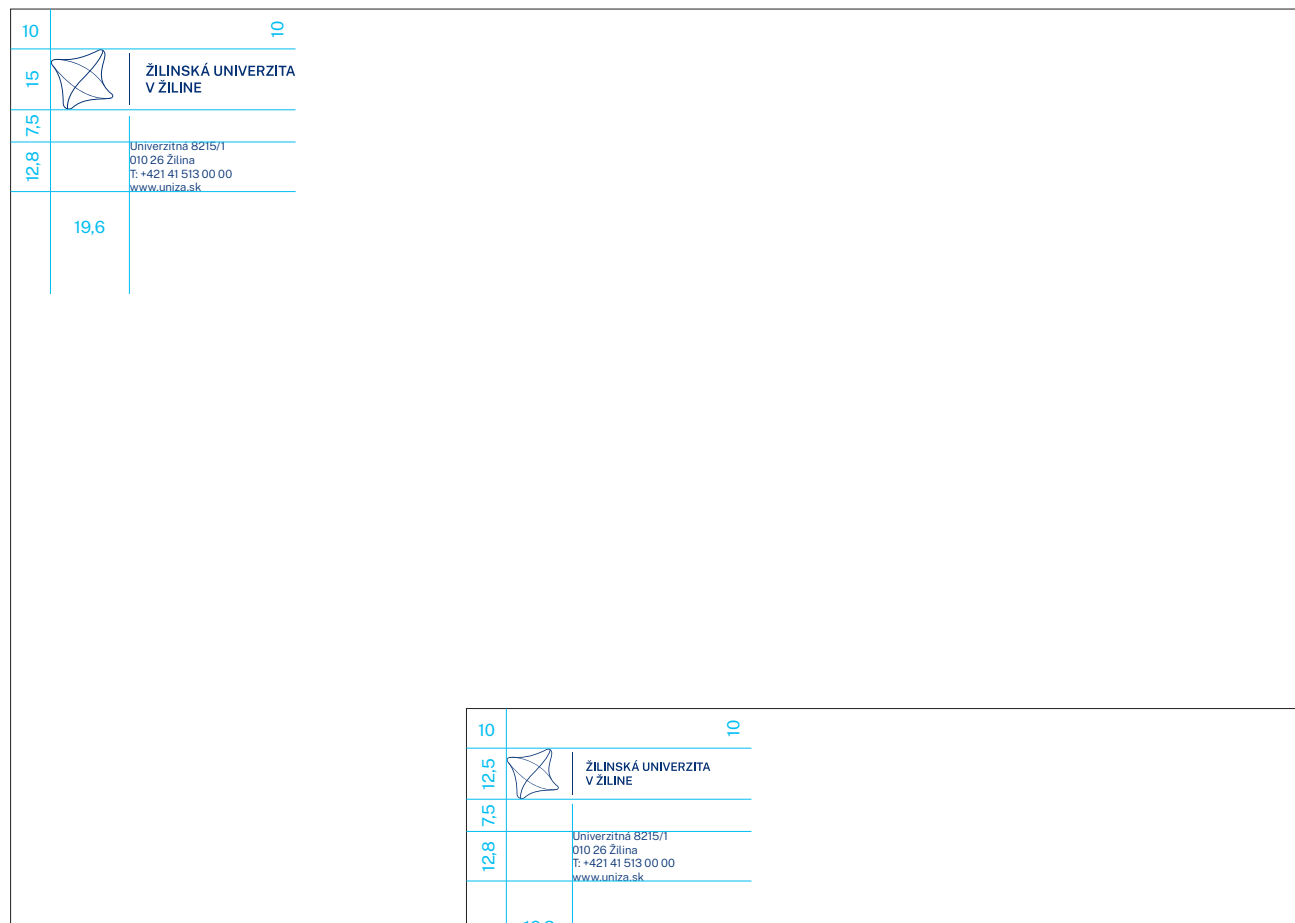 10
10
15
ŽILINSKÁ UNIVERZITA
V ŽILINE
7,5
12,8
Univerzitná 8215/1
010 26 Žilina
T: +421 41 513 00 00
www.uniza.sk
19,6
10
10
12,5
ŽILINSKÁ UNIVERZITA
V ŽILINE
7,5
12,8
Univerzitná 8215/1
010 26 Žilina
T: +421 41 513 00 00
www.uniza.sk